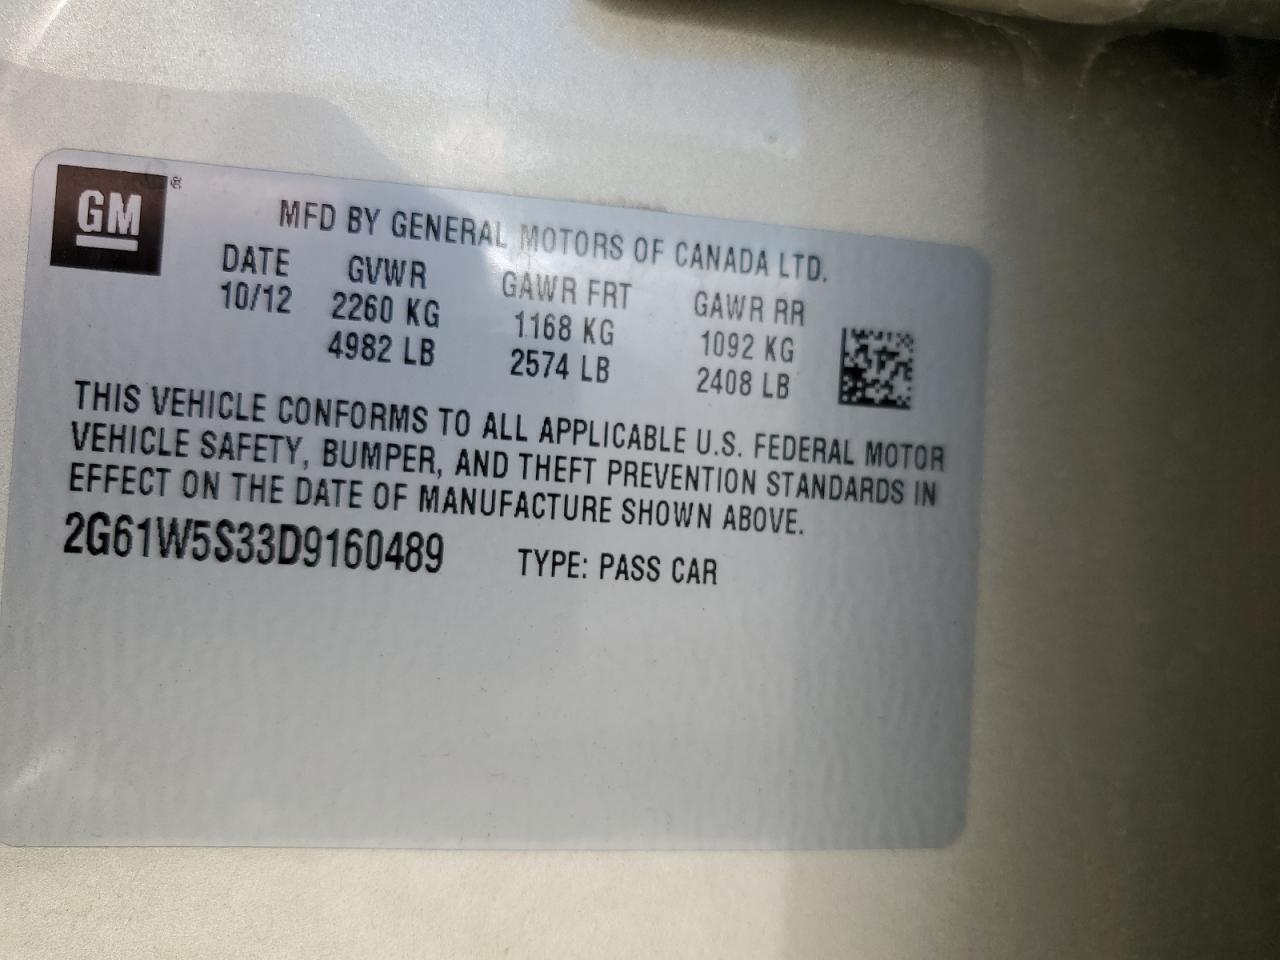 GM®
MFD BY GENERAL MOTORS OF CANADA LTD.
DATE GVWR GAWR FRT GAWR RR
10/12 2260 KG 1168 KG 1092 KG
4982 LB 2574 LB 2408 LB
THIS VEHICLE CONFORMS TO ALL APPLICABLE U.S. FEDERAL MOTOR
VEHICLE SAFETY, BUMPER, AND THEFT PREVENTION STANDARDS IN
EFFECT ON THE DATE OF MANUFACTURE SHOWN ABOVE.
2G61W5S33D9160489 TYPE: PASS CAR